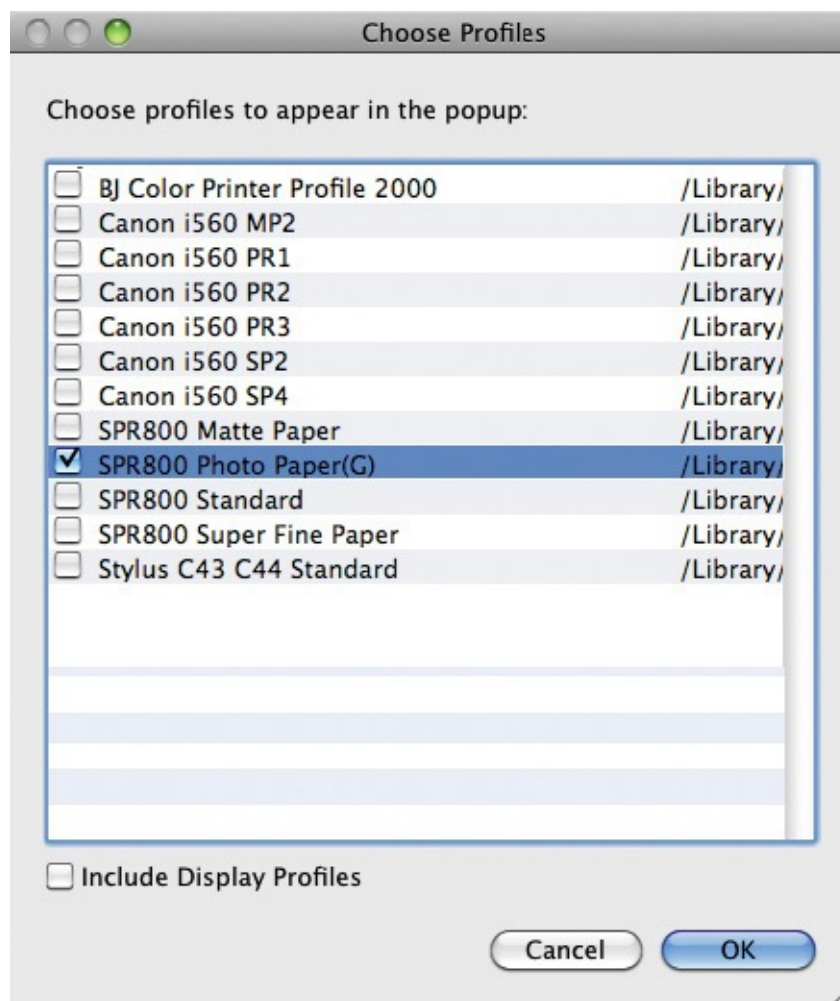 Choose Profiles
Choose profiles to appear in the popup:
BJ Color Printer Profile 2000 /Library/
Canon i560 MP2 /Library/
Canon i560 PR1 /Library/
Canon i560 PR2 /Library/
Canon i560 PR3 /Library/
Canon i560 SP2 /Library/
Canon i560 SP4 /Library/
SPR800 Matte Paper /Library/
SPR800 Photo Paper(G) /Library/
SPR800 Standard /Library/
SPR800 Super Fine Paper /Library/
Stylus C43 C44 Standard /Library/
Include Display Profiles
Cancel OK